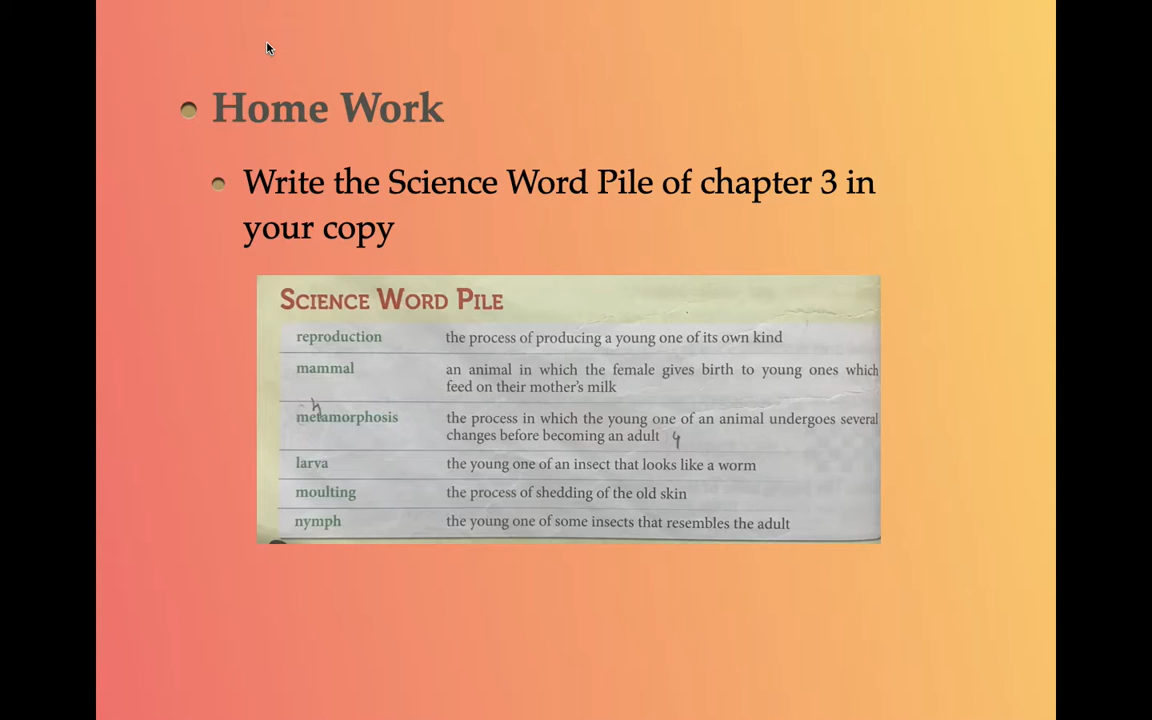 Home Work
Write the Science Word Pile of chapter 3 in
your copy
SCIENCE WORD PILE
reproduction the process of producing a young one of its own kind
mammal an animal in which the female gives birth to young ones which
feed on their mother's milk
metamorphosis the process in which the young one of an animal undergoes several
changes before becoming an adult
larva the young one of an insect that looks like a worm
moulting the process of shedding of the old skin
nymph the young one of some insects that resembles the adult